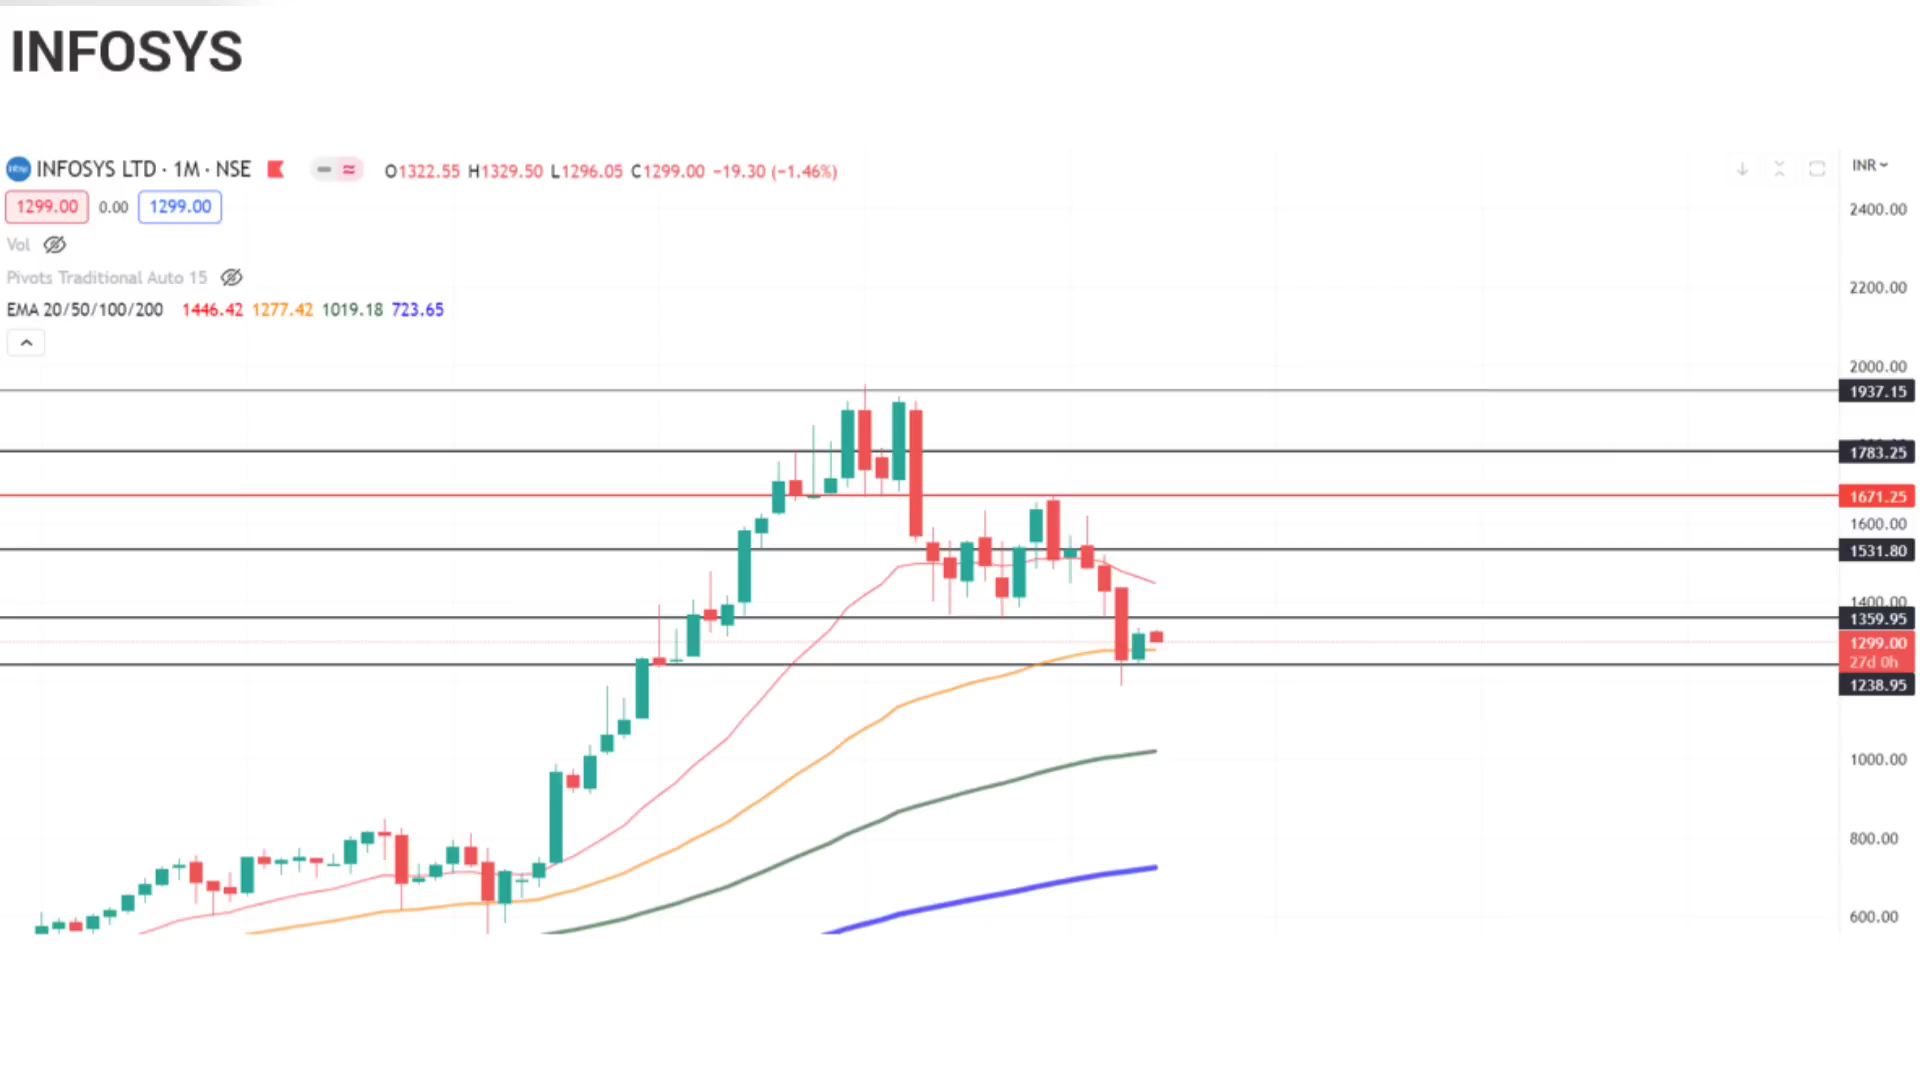 INFOSYS
INFOSYS LTD · 1M · NSE O1322.55 H1329.50 L1296.05 C1299.00 −19.30 (−1.46%)
INR
1299.00 0.00 1299.00
Vol
Pivots Traditional Auto 15
EMA 20/50/100/200 1446.42 1277.42 1019.18 723.65
2400.00
2200.00
2000.00
1937.15
1783.25
1671.25
1600.00
1531.80
1400.00
1359.95
1299.00
27d 0h
1238.95
1000.00
800.00
600.00